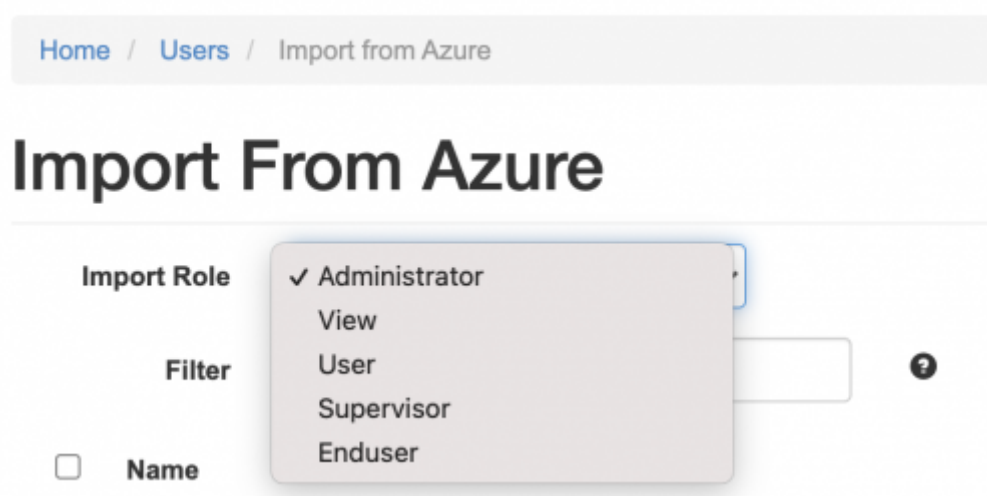 Home / Users / Import from Azure
Import From Azure
Import Role
✓ Administrator
View
User
Supervisor
Enduser
Filter
?
Name